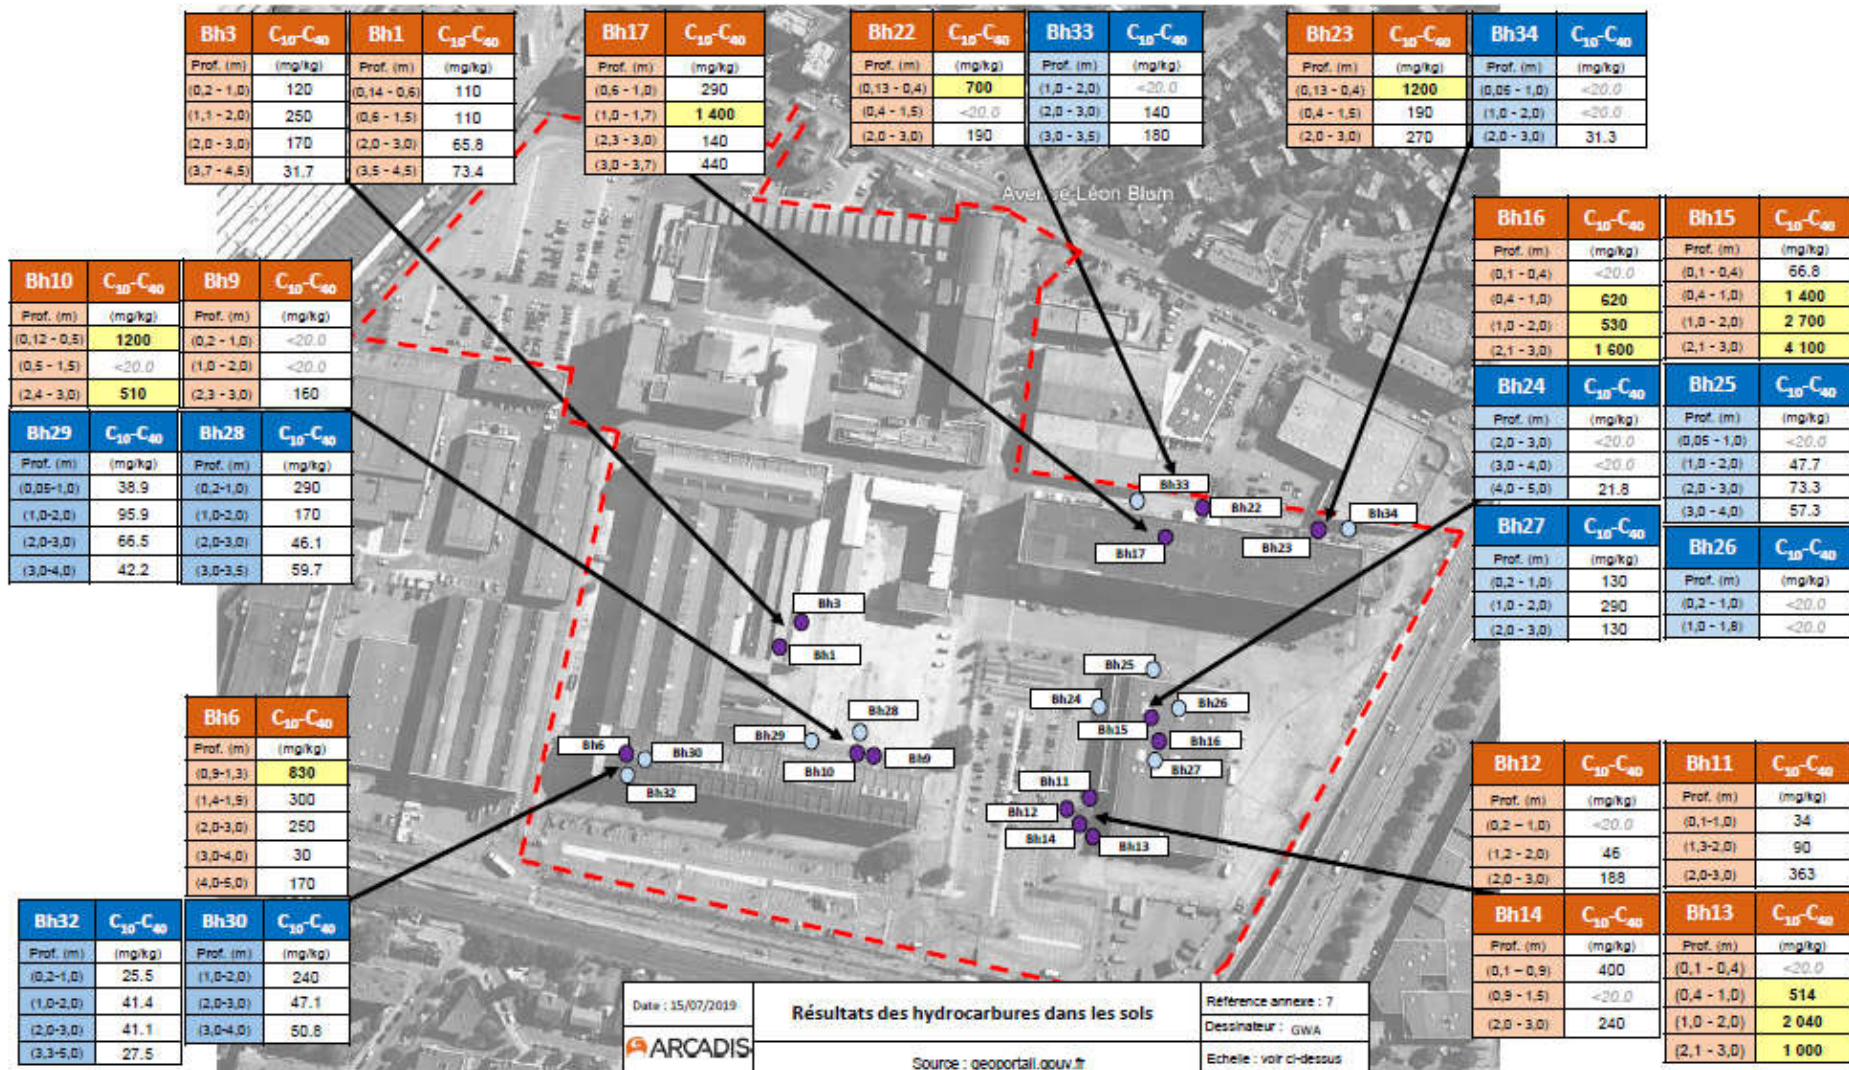 Bh3 C10-C40 Bh1 C10-C40
Prof. (m) (mg/kg) Prof. (m) (mg/kg)
(0,2 - 1,0) 120 (0,14 - 0,6) 110
(1,1 - 2,0) 250 (0,6 - 1,5) 110
(2,0 - 3,0) 170 (2,0 - 3,0) 65.8
(3,7 - 4,5) 31.7 (3,5 - 4,5) 73.4
Bh17 C10-C40
Prof. (m) (mg/kg)
(0,6 - 1,0) 290
(1,0 - 1,7) 1 400
(2,3 - 3,0) 140
(3,0 - 3,7) 440
Bh22 C10-C40 Bh33 C10-C40
Prof. (m) (mg/kg) Prof. (m) (mg/kg)
(0,13 - 0,4) 700 (1,0 - 2,0) <20.0
(0,4 - 1,5) <20.0 (2,0 - 3,0) 140
(2,0 - 3,0) 190 (3,0 - 3,5) 180
Bh23 C10-C40 Bh34 C10-C40
Prof. (m) (mg/kg) Prof. (m) (mg/kg)
(0,13 - 0,4) 1200 (0,05 - 1,0) <20.0
(0,4 - 1,5) 190 (1,0 - 2,0) <20.0
(2,0 - 3,0) 270 (2,0 - 3,0) 31.3
Avenue Léon Blum
Bh10 C10-C40 Bh9 C10-C40
Prof. (m) (mg/kg) Prof. (m) (mg/kg)
(0,12 - 0,5) 1200 (0,2 - 1,0) <20.0
(0,5 - 1,5) <20.0 (1,0 - 2,0) <20.0
(2,4 - 3,0) 510 (2,3 - 3,0) 160
Bh29 C10-C40 Bh28 C10-C40
Prof. (m) (mg/kg) Prof. (m) (mg/kg)
(0,05-1,0) 38.9 (0,2-1,0) 290
(1,0-2,0) 95.9 (1,0-2,0) 170
(2,0-3,0) 66.5 (2,0-3,0) 46.1
(3,0-4,0) 42.2 (3,0-3,5) 59.7
Bh16 C10-C40 Bh15 C10-C40
Prof. (m) (mg/kg) Prof. (m) (mg/kg)
(0,1 - 0,4) <20.0 (0,1 - 0,4) 66.8
(0,4 - 1,0) 620 (0,4 - 1,0) 1 400
(1,0 - 2,0) 530 (1,0 - 2,0) 2 700
(2,1 - 3,0) 1 600 (2,1 - 3,0) 4 100
Bh24 C10-C40 Bh25 C10-C40
Prof. (m) (mg/kg) Prof. (m) (mg/kg)
(2,0 - 3,0) <20.0 (0,05 - 1,0) <20.0
(3,0 - 4,0) <20.0 (1,0 - 2,0) 47.7
(4,0 - 5,0) 21.8 (2,0 - 3,0) 73.3
(3,0 - 4,0) 57.3
Bh27 C10-C40 Bh26 C10-C40
Prof. (m) (mg/kg) Prof. (m) (mg/kg)
(0,2 - 1,0) 130 (0,2 - 1,0) <20.0
(1,0 - 2,0) 290 (1,0 - 1,8) <20.0
(2,0 - 3,0) 130
Bh33
Bh22
Bh34
Bh17
Bh23
Bh3
Bh1
Bh25
Bh24
Bh26
Bh15
Bh16
Bh27
Bh28
Bh29
Bh10
Bh9
Bh6
Bh30
Bh32
Bh11
Bh12
Bh14
Bh13
Bh6 C10-C40
Prof. (m) (mg/kg)
(0,9-1,3) 830
(1,4-1,9) 300
(2,0-3,0) 250
(3,0-4,0) 30
(4,0-5,0) 170
Bh32 C10-C40 Bh30 C10-C40
Prof. (m) (mg/kg) Prof. (m) (mg/kg)
(0,2-1,0) 25.5 (1,0-2,0) 240
(1,0-2,0) 41.4 (2,0-3,0) 47.1
(2,0-3,0) 41.1 (3,0-4,0) 50.8
(3,3-5,0) 27.5
Bh12 C10-C40 Bh11 C10-C40
Prof. (m) (mg/kg) Prof. (m) (mg/kg)
(0,2 – 1,0) <20.0 (0,1-1,0) 34
(1,2 - 2,0) 46 (1,3-2,0) 90
(2,0 - 3,0) 188 (2,0-3,0) 363
Bh14 C10-C40 Bh13 C10-C40
Prof. (m) (mg/kg) Prof. (m) (mg/kg)
(0,1 – 0,9) 400 (0,1 - 0,4) <20.0
(0,9 - 1,5) <20.0 (0,4 - 1,0) 514
(2,0 - 3,0) 240 (1,0 - 2,0) 2 040
(2,1 - 3,0) 1 000
Date : 15/07/2019
ARCADIS
Résultats des hydrocarbures dans les sols
Source : geoportail.gouv.fr
Référence annexe : 7
Dessinateur : GWA
Echelle : voir ci-dessus